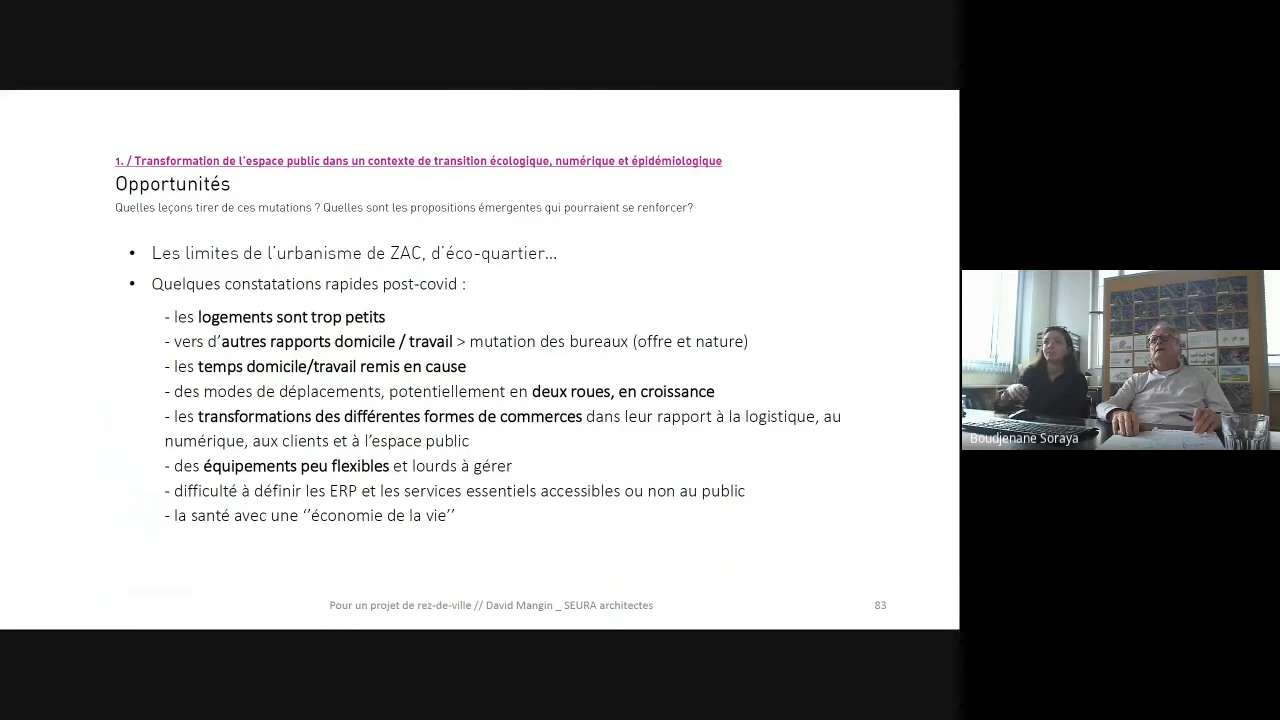 1. / Transformation de l'espace public dans un contexte de transition écologique, numérique et épidémiologique
Opportunités
Quelles leçons tirer de ces mutations ? Quelles sont les propositions émergentes qui pourraient se renforcer?
• Les limites de l'urbanisme de ZAC, d'éco-quartier...
• Quelques constatations rapides post-covid :
- les logements sont trop petits
- vers d'autres rapports domicile / travail > mutation des bureaux (offre et nature)
- les temps domicile/travail remis en cause
- des modes de déplacements, potentiellement en deux roues, en croissance
- les transformations des différentes formes de commerces dans leur rapport à la logistique, au
numérique, aux clients et à l'espace public
- des équipements peu flexibles et lourds à gérer
- difficulté à définir les ERP et les services essentiels accessibles ou non au public
- la santé avec une ‘'économie de la vie’'
Pour un projet de rez-de-ville // David Mangin _ SEURA architectes
83
Boudjenane Soraya